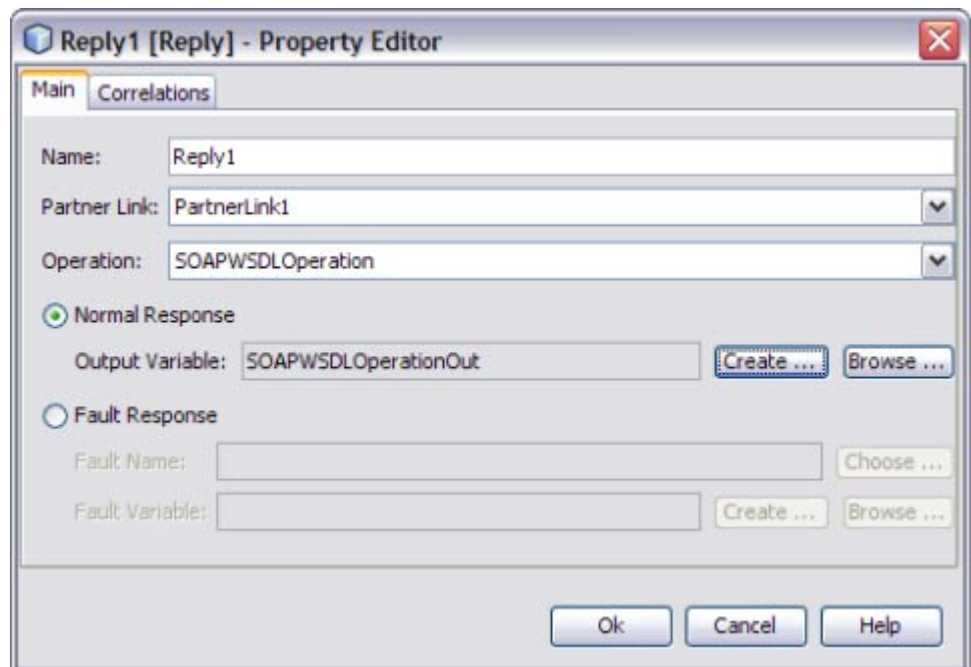 Reply1 [Reply] - Property Editor
Main Correlations
Name: Reply1
Partner Link: PartnerLink1
Operation: SOAPWSDLOperation
Normal Response
Output Variable: SOAPWSDLOperationOut Create ... Browse ...
Fault Response
Fault Name: Choose ...
Fault Variable: Create ... Browse ...
Ok Cancel Help